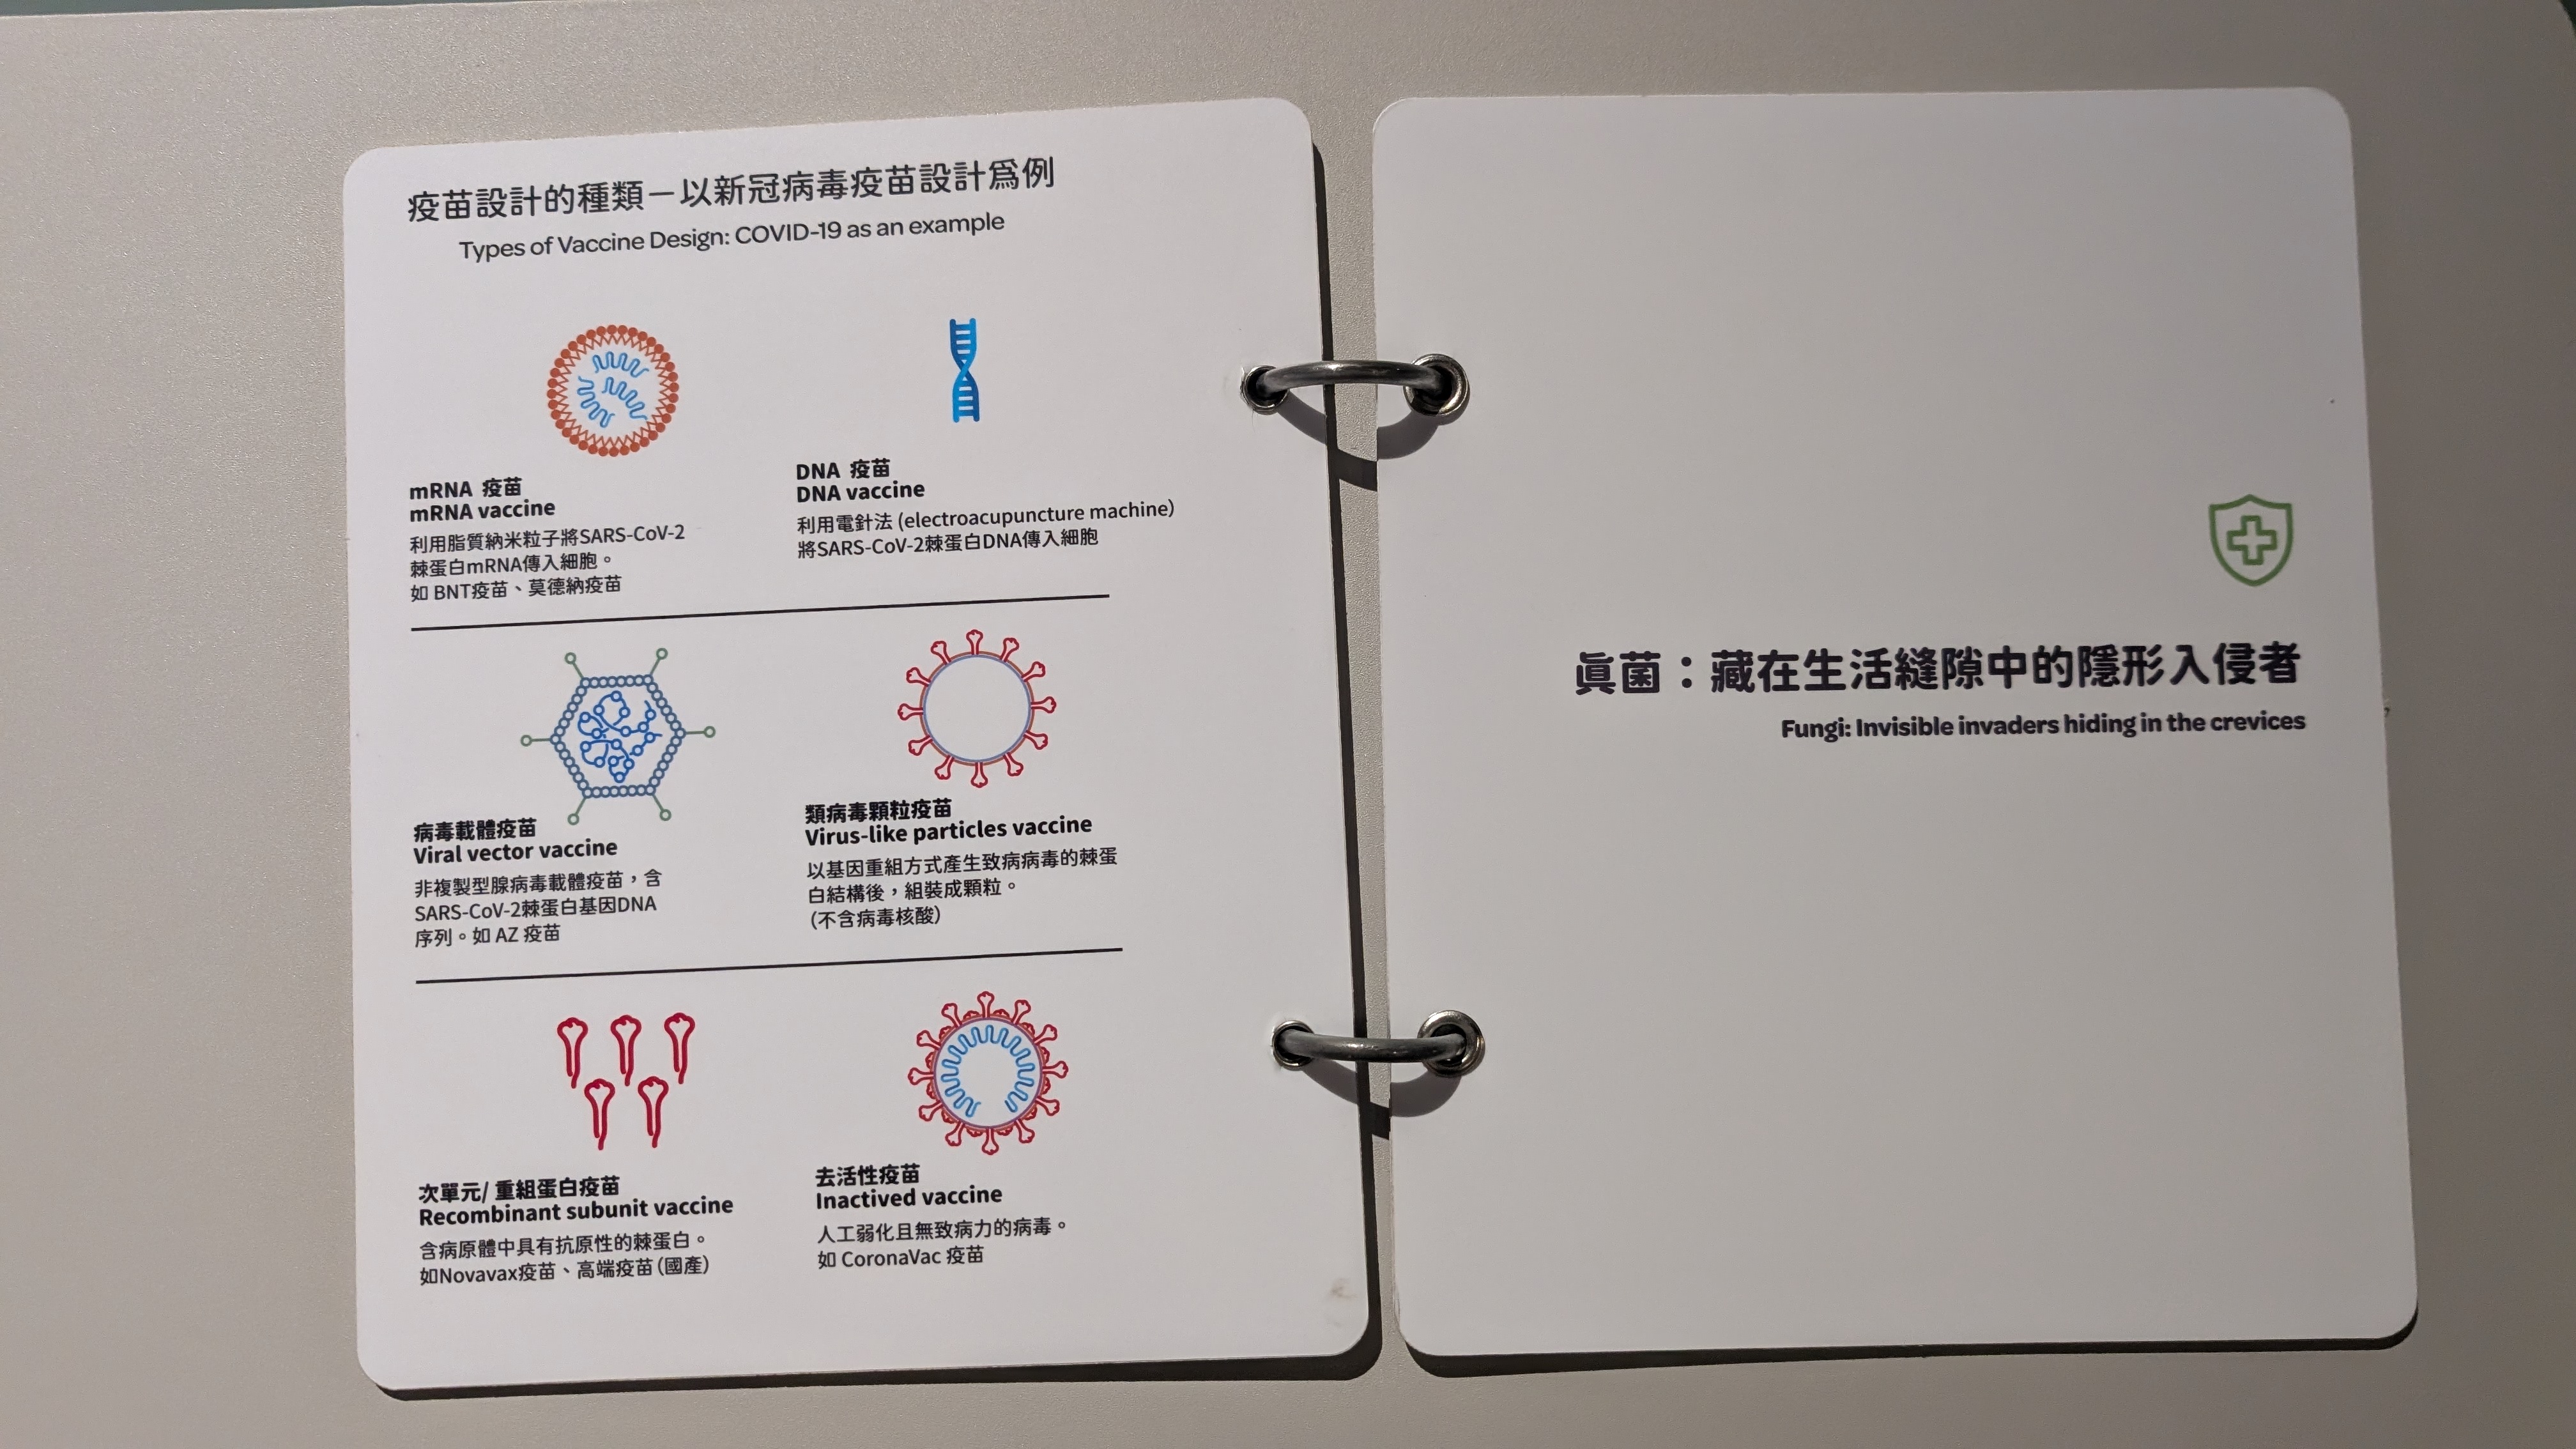 疫苗設計的種類－以新冠病毒疫苗設計爲例
Types of Vaccine Design: COVID-19 as an example
mRNA 疫苗
mRNA vaccine
利用脂質納米粒子將SARS-CoV-2
棘蛋白mRNA傳入細胞。
如 BNT疫苗、莫德納疫苗
DNA 疫苗
DNA vaccine
利用電針法 (electroacupuncture machine)
將SARS-CoV-2棘蛋白DNA傳入細胞
病毒載體疫苗
Viral vector vaccine
非複製型腺病毒載體疫苗，含
SARS-CoV-2棘蛋白基因DNA
序列。如 AZ 疫苗
類病毒顆粒疫苗
Virus-like particles vaccine
以基因重組方式產生致病病毒的棘蛋
白結構後，組裝成顆粒。
（不含病毒核酸）
次單元/ 重組蛋白疫苗
Recombinant subunit vaccine
含病原體中具有抗原性的棘蛋白。
如Novavax疫苗、高端疫苗（國產）
去活性疫苗
Inactived vaccine
人工弱化且無致病力的病毒。
如 CoronaVac 疫苗
眞菌：藏在生活縫隙中的隱形入侵者
Fungi: Invisible invaders hiding in the crevices